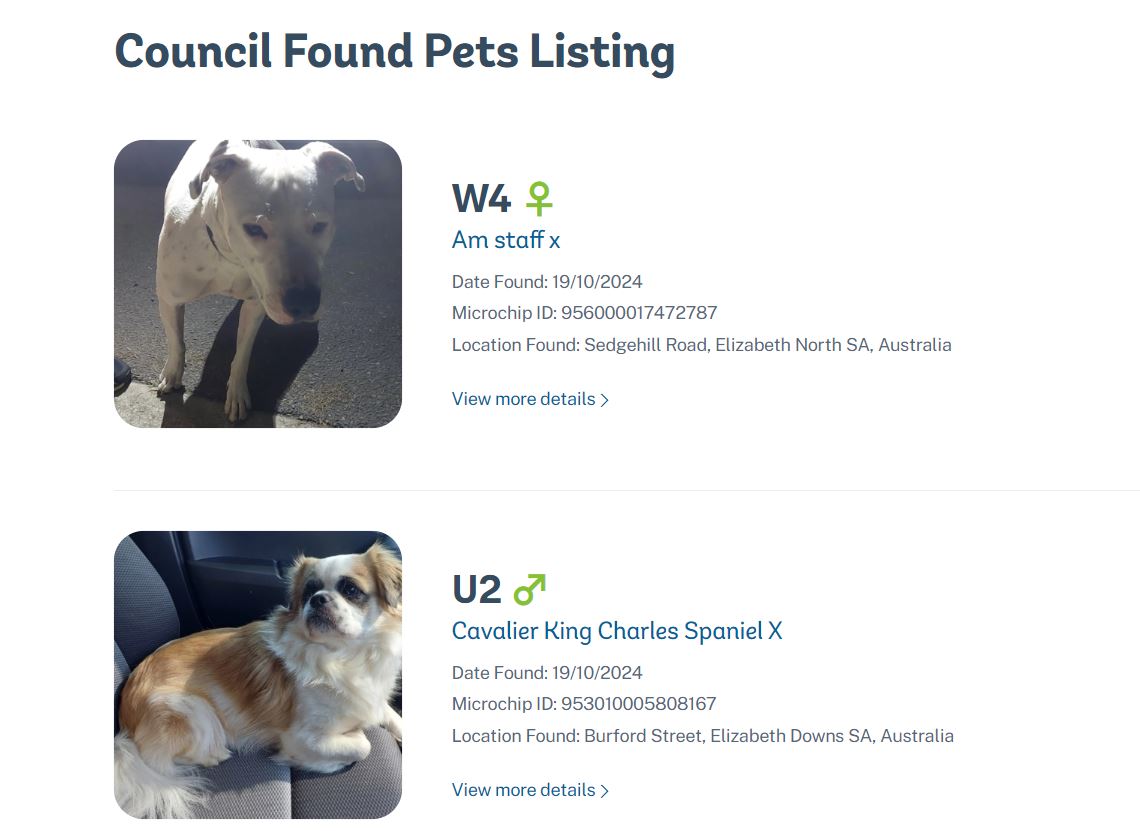 Council Found Pets Listing
W4 ♀
Am staff x
Date Found: 19/10/2024
Microchip ID: 956000017472787
Location Found: Sedgehill Road, Elizabeth North SA, Australia
View more details >
U2 ♂
Cavalier King Charles Spaniel X
Date Found: 19/10/2024
Microchip ID: 953010005808167
Location Found: Burford Street, Elizabeth Downs SA, Australia
View more details >